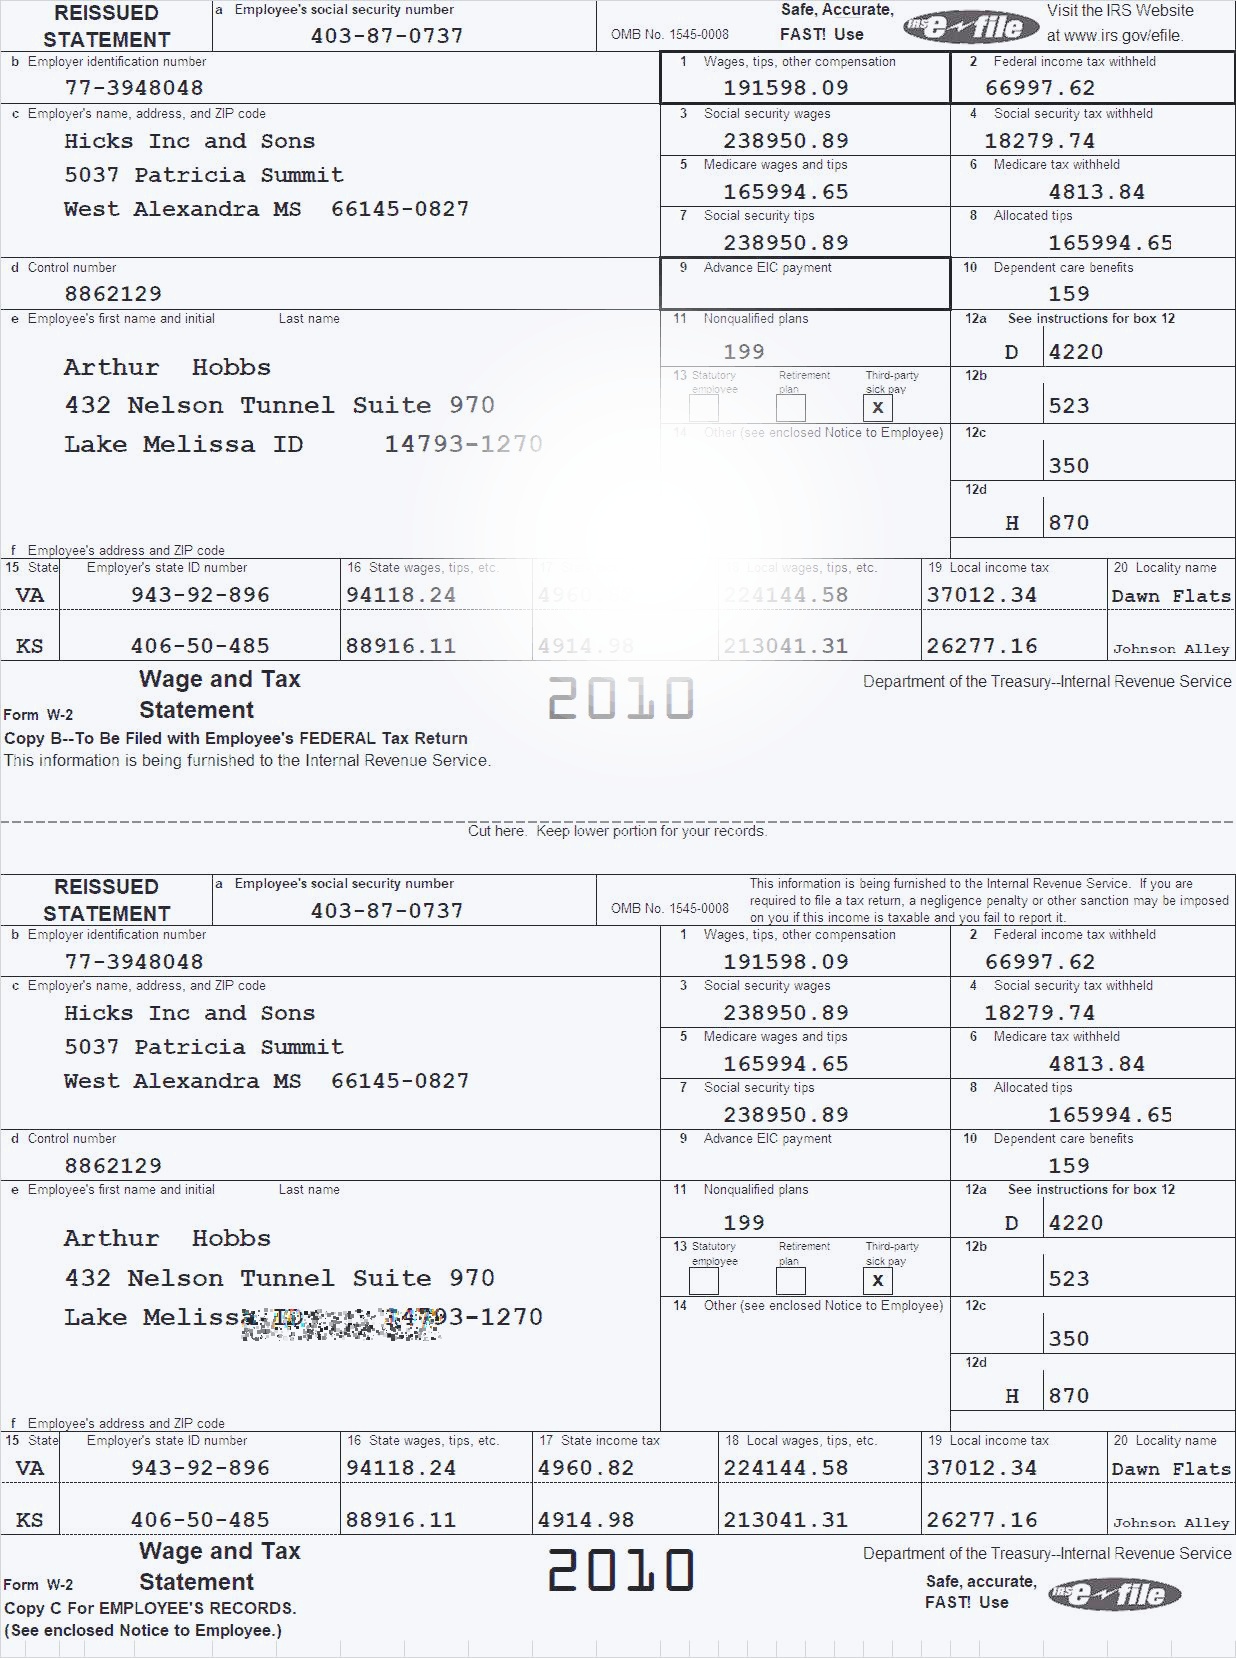 REISSUED STATEMENT
a Employee's social security number
403-87-0737
OMB No. 1545-0008
Safe, Accurate, FAST! Use
IRS e-file
Visit the IRS Website at www.irs.gov/efile.
b Employer identification number
77-3948048
1 Wages, tips, other compensation
191598.09
2 Federal income tax withheld
66997.62
c Employer's name, address, and ZIP code
Hicks Inc and Sons
5037 Patricia Summit
West Alexandra MS 66145-0827
3 Social security wages
238950.89
4 Social security tax withheld
18279.74
5 Medicare wages and tips
165994.65
6 Medicare tax withheld
4813.84
7 Social security tips
238950.89
8 Allocated tips
165994.65
d Control number
8862129
9 Advance EIC payment
10 Dependent care benefits
159
e Employee's first name and initial Last name
Arthur Hobbs
432 Nelson Tunnel Suite 970
Lake Melissa ID 14793-1270
11 Nonqualified plans
199
12a See instructions for box 12
D 4220
13 Statutory employee Retirement plan Third-party sick pay
X
12b
523
14 Other (see enclosed Notice to Employee)
12c
350
12d
H 870
f Employee's address and ZIP code
15 State Employer's state ID number 16 State wages, tips, etc. 17 18 Local wages, tips, etc. 19 Local income tax 20 Locality name
VA 943-92-896 94118.24 224144.58 37012.34 Dawn Flats
KS 406-50-485 88916.11 4914.98 213041.31 26277.16 Johnson Alley
Form W-2 Wage and Tax Statement
2010
Department of the Treasury--Internal Revenue Service
Copy B--To Be Filed with Employee's FEDERAL Tax Return
This information is being furnished to the Internal Revenue Service.
Cut here. Keep lower portion for your records.
REISSUED STATEMENT
a Employee's social security number
403-87-0737
OMB No. 1545-0008
This information is being furnished to the Internal Revenue Service. If you are
required to file a tax return, a negligence penalty or other sanction may be imposed
on you if this income is taxable and you fail to report it.
b Employer identification number
77-3948048
1 Wages, tips, other compensation
191598.09
2 Federal income tax withheld
66997.62
c Employer's name, address, and ZIP code
Hicks Inc and Sons
5037 Patricia Summit
West Alexandra MS 66145-0827
3 Social security wages
238950.89
4 Social security tax withheld
18279.74
5 Medicare wages and tips
165994.65
6 Medicare tax withheld
4813.84
7 Social security tips
238950.89
8 Allocated tips
165994.65
d Control number
8862129
9 Advance EIC payment
10 Dependent care benefits
159
e Employee's first name and initial Last name
Arthur Hobbs
432 Nelson Tunnel Suite 970
Lake Melissa ID 14793-1270
11 Nonqualified plans
199
12a See instructions for box 12
D 4220
13 Statutory employee Retirement plan Third-party sick pay
X
12b
523
14 Other (see enclosed Notice to Employee)
12c
350
12d
H 870
f Employee's address and ZIP code
15 State Employer's state ID number 16 State wages, tips, etc. 17 State income tax 18 Local wages, tips, etc. 19 Local income tax 20 Locality name
VA 943-92-896 94118.24 4960.82 224144.58 37012.34 Dawn Flats
KS 406-50-485 88916.11 4914.98 213041.31 26277.16 Johnson Alley
Form W-2 Wage and Tax Statement
2010
Department of the Treasury--Internal Revenue Service
Copy C For EMPLOYEE'S RECORDS.
(See enclosed Notice to Employee.)
Safe, accurate, FAST! Use
IRS e-file